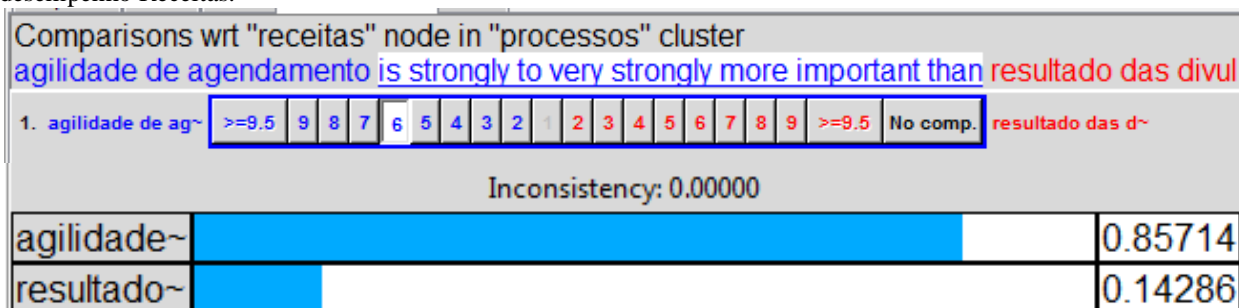 desempenho Receitas.
Comparisons wrt "receitas" node in "processos" cluster
agilidade de agendamento is strongly to very strongly more important than resultado das divul
1. agilidade de ag~ >=9.5 9 8 7 6 5 4 3 2 1 2 3 4 5 6 7 8 9 >=9.5 No comp. resultado das d~
Inconsistency: 0.00000
agilidade~ 0.85714
resultado~ 0.14286